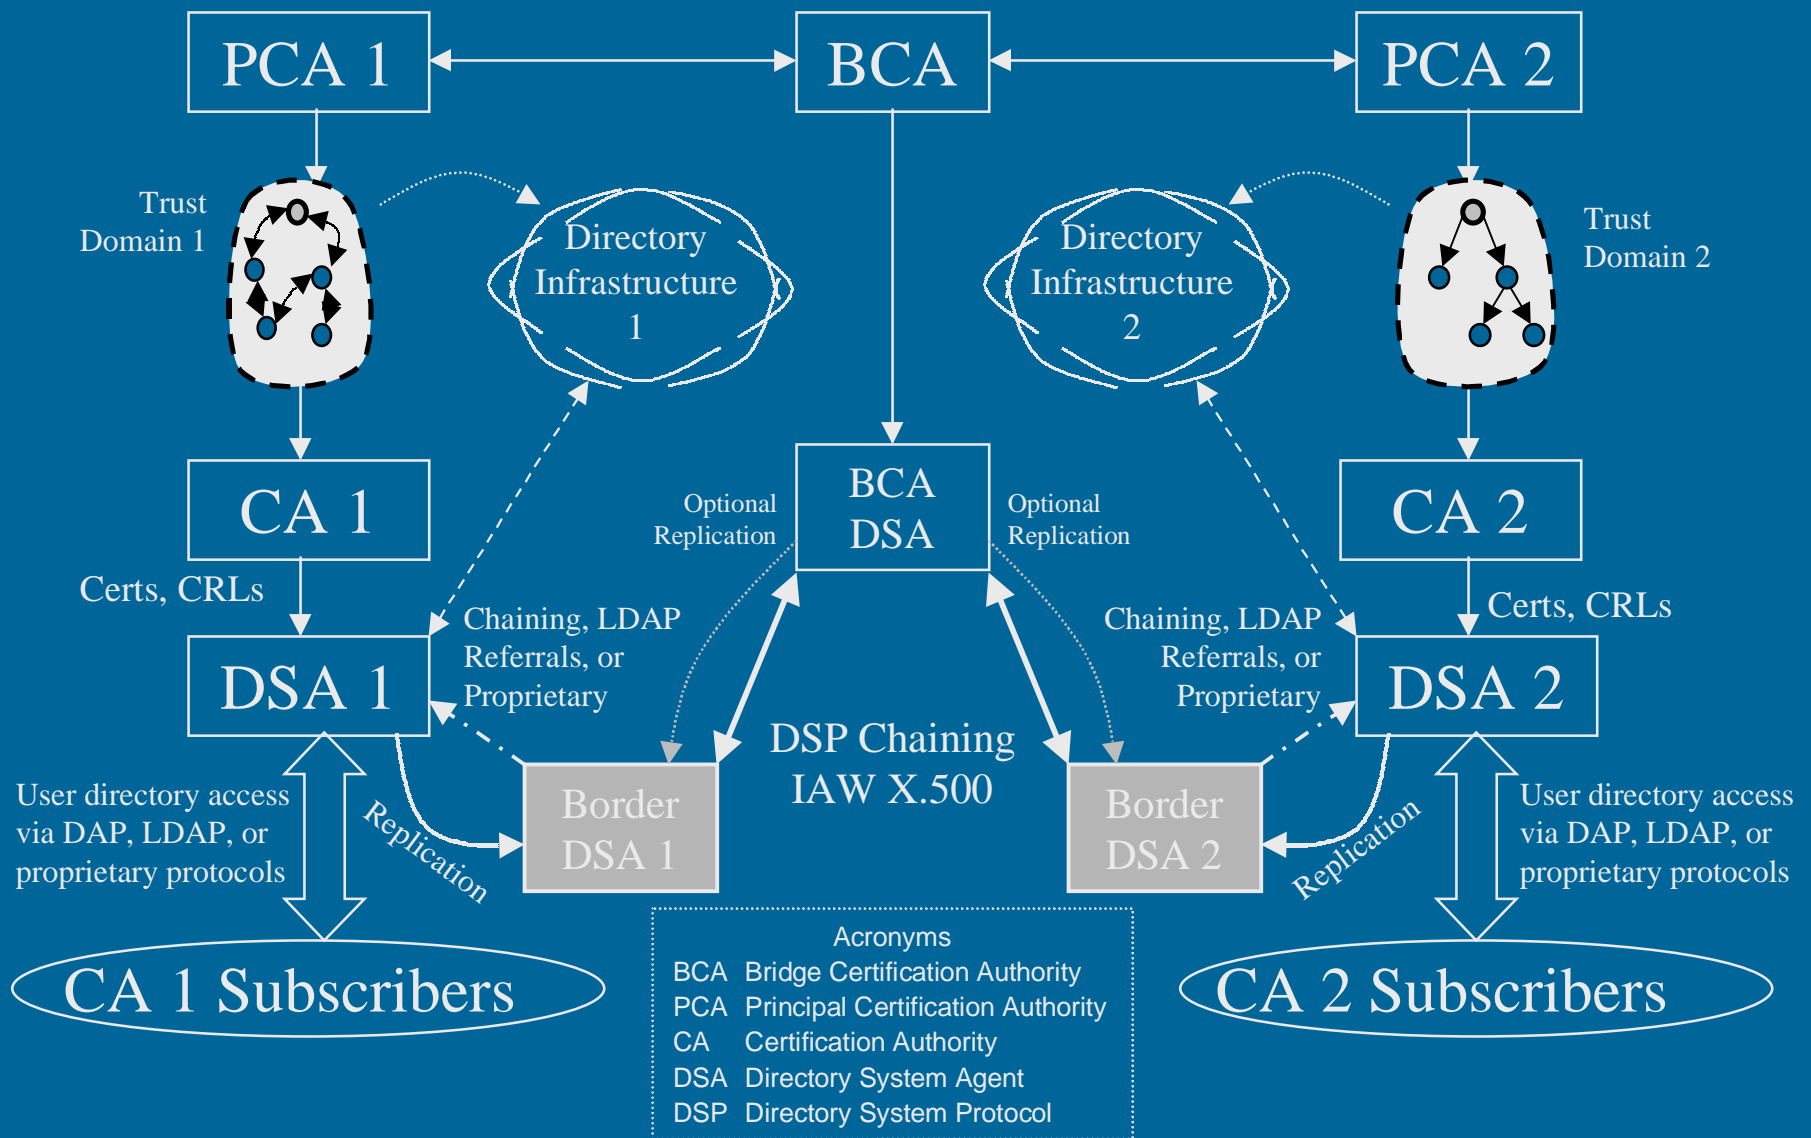 PCA 1
BCA
PCA 2
Trust
Domain 1
Directory
Infrastructure
1
Directory
Infrastructure
2
Trust
Domain 2
CA 1
Optional
Replication
BCA
DSA
Optional
Replication
CA 2
Certs, CRLs
Certs, CRLs
DSA 1
Chaining, LDAP
Referrals, or
Proprietary
Chaining, LDAP
Referrals, or
Proprietary
DSA 2
DSP Chaining
IAW X.500
User directory access
via DAP, LDAP, or
proprietary protocols
Replication
Border
DSA 1
Border
DSA 2
Replication
User directory access
via DAP, LDAP, or
proprietary protocols
CA 1 Subscribers
CA 2 Subscribers
Acronyms
BCA Bridge Certification Authority
PCA Principal Certification Authority
CA Certification Authority
DSA Directory System Agent
DSP Directory System Protocol